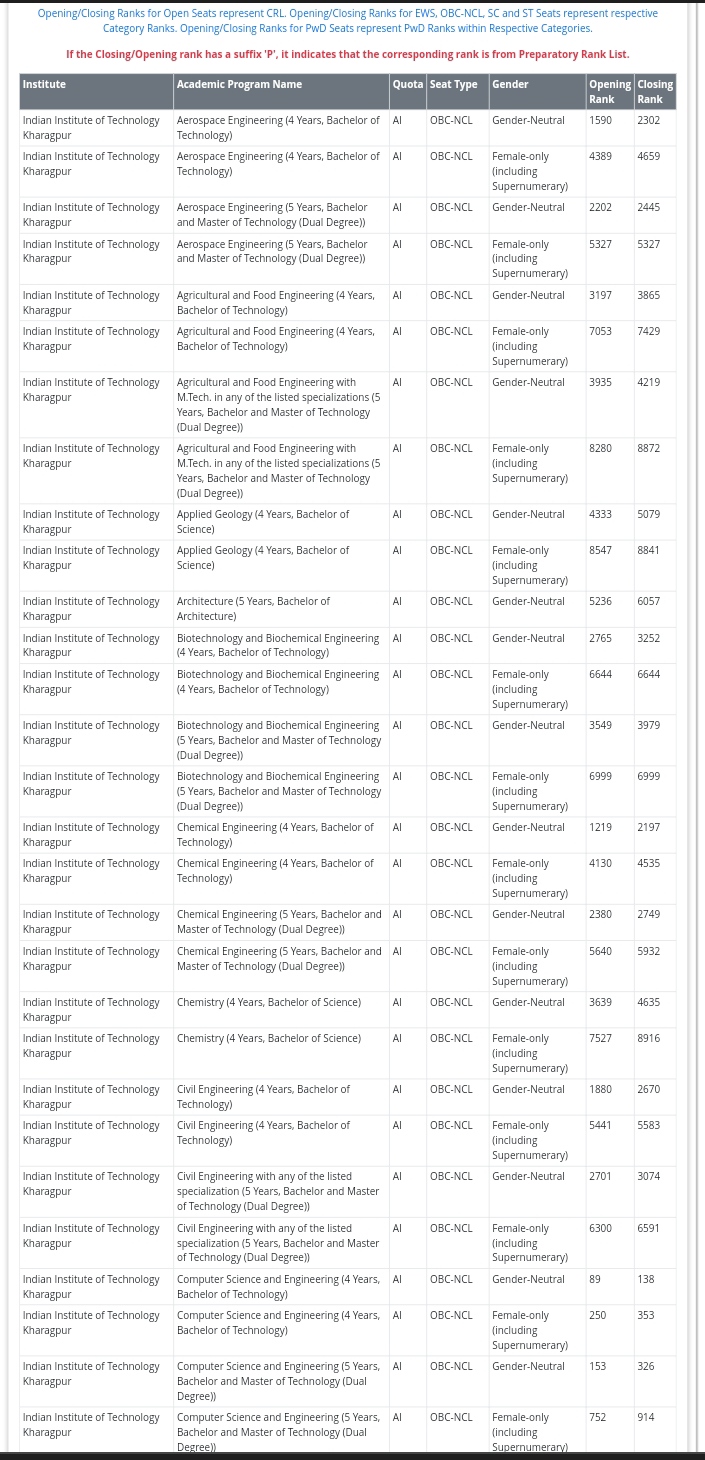 Opening/Closing Ranks for Open Seats represent CRL. Opening/Closing Ranks for EWS, OBC-NCL, SC and ST Seats represent respective
Category Ranks. Opening/Closing Ranks for PwD Seats represent PwD Ranks within Respective Categories.
If the Closing/Opening rank has a suffix 'P', it indicates that the corresponding rank is from Preparatory Rank List.
Institute Academic Program Name Quota Seat Type Gender Opening Closing
Rank Rank
Indian Institute of Technology Aerospace Engineering (4 Years, Bachelor of AI OBC-NCL Gender-Neutral 1590 2302
Kharagpur Technology)
Indian Institute of Technology Aerospace Engineering (4 Years, Bachelor of AI OBC-NCL Female-only 4389 4659
Kharagpur Technology) (including
Supernumerary)
Indian Institute of Technology Aerospace Engineering (5 Years, Bachelor AI OBC-NCL Gender-Neutral 2202 2445
Kharagpur and Master of Technology (Dual Degree))
Indian Institute of Technology Aerospace Engineering (5 Years, Bachelor AI OBC-NCL Female-only 5327 5327
Kharagpur and Master of Technology (Dual Degree)) (including
Supernumerary)
Indian Institute of Technology Agricultural and Food Engineering (4 Years, AI OBC-NCL Gender-Neutral 3197 3865
Kharagpur Bachelor of Technology)
Indian Institute of Technology Agricultural and Food Engineering (4 Years, AI OBC-NCL Female-only 7053 7429
Kharagpur Bachelor of Technology) (including
Supernumerary)
Indian Institute of Technology Agricultural and Food Engineering with AI OBC-NCL Gender-Neutral 3935 4219
Kharagpur M.Tech. in any of the listed specializations (5
Years, Bachelor and Master of Technology
(Dual Degree))
Indian Institute of Technology Agricultural and Food Engineering with AI OBC-NCL Female-only 8280 8872
Kharagpur M.Tech. in any of the listed specializations (5 (including
Years, Bachelor and Master of Technology Supernumerary)
(Dual Degree))
Indian Institute of Technology Applied Geology (4 Years, Bachelor of AI OBC-NCL Gender-Neutral 4333 5079
Kharagpur Science)
Indian Institute of Technology Applied Geology (4 Years, Bachelor of AI OBC-NCL Female-only 8547 8841
Kharagpur Science) (including
Supernumerary)
Indian Institute of Technology Architecture (5 Years, Bachelor of AI OBC-NCL Gender-Neutral 5236 6057
Kharagpur Architecture)
Indian Institute of Technology Biotechnology and Biochemical Engineering AI OBC-NCL Gender-Neutral 2765 3252
Kharagpur (4 Years, Bachelor of Technology)
Indian Institute of Technology Biotechnology and Biochemical Engineering AI OBC-NCL Female-only 6644 6644
Kharagpur (4 Years, Bachelor of Technology) (including
Supernumerary)
Indian Institute of Technology Biotechnology and Biochemical Engineering AI OBC-NCL Gender-Neutral 3549 3979
Kharagpur (5 Years, Bachelor and Master of Technology
(Dual Degree))
Indian Institute of Technology Biotechnology and Biochemical Engineering AI OBC-NCL Female-only 6999 6999
Kharagpur (5 Years, Bachelor and Master of Technology (including
(Dual Degree)) Supernumerary)
Indian Institute of Technology Chemical Engineering (4 Years, Bachelor of AI OBC-NCL Gender-Neutral 1219 2197
Kharagpur Technology)
Indian Institute of Technology Chemical Engineering (4 Years, Bachelor of AI OBC-NCL Female-only 4130 4535
Kharagpur Technology) (including
Supernumerary)
Indian Institute of Technology Chemical Engineering (5 Years, Bachelor and AI OBC-NCL Gender-Neutral 2380 2749
Kharagpur Master of Technology (Dual Degree))
Indian Institute of Technology Chemical Engineering (5 Years, Bachelor and AI OBC-NCL Female-only 5640 5932
Kharagpur Master of Technology (Dual Degree)) (including
Supernumerary)
Indian Institute of Technology Chemistry (4 Years, Bachelor of Science) AI OBC-NCL Gender-Neutral 3639 4635
Kharagpur
Indian Institute of Technology Chemistry (4 Years, Bachelor of Science) AI OBC-NCL Female-only 7527 8916
Kharagpur (including
Supernumerary)
Indian Institute of Technology Civil Engineering (4 Years, Bachelor of AI OBC-NCL Gender-Neutral 1880 2670
Kharagpur Technology)
Indian Institute of Technology Civil Engineering (4 Years, Bachelor of AI OBC-NCL Female-only 5441 5583
Kharagpur Technology) (including
Supernumerary)
Indian Institute of Technology Civil Engineering with any of the listed AI OBC-NCL Gender-Neutral 2701 3074
Kharagpur specialization (5 Years, Bachelor and Master
of Technology (Dual Degree))
Indian Institute of Technology Civil Engineering with any of the listed AI OBC-NCL Female-only 6300 6591
Kharagpur specialization (5 Years, Bachelor and Master (including
of Technology (Dual Degree)) Supernumerary)
Indian Institute of Technology Computer Science and Engineering (4 Years, AI OBC-NCL Gender-Neutral 89 138
Kharagpur Bachelor of Technology)
Indian Institute of Technology Computer Science and Engineering (4 Years, AI OBC-NCL Female-only 250 353
Kharagpur Bachelor of Technology) (including
Supernumerary)
Indian Institute of Technology Computer Science and Engineering (5 Years, AI OBC-NCL Gender-Neutral 153 326
Kharagpur Bachelor and Master of Technology (Dual
Degree))
Indian Institute of Technology Computer Science and Engineering (5 Years, AI OBC-NCL Female-only 752 914
Kharagpur Bachelor and Master of Technology (Dual (including
Degree)) Supernumerary)